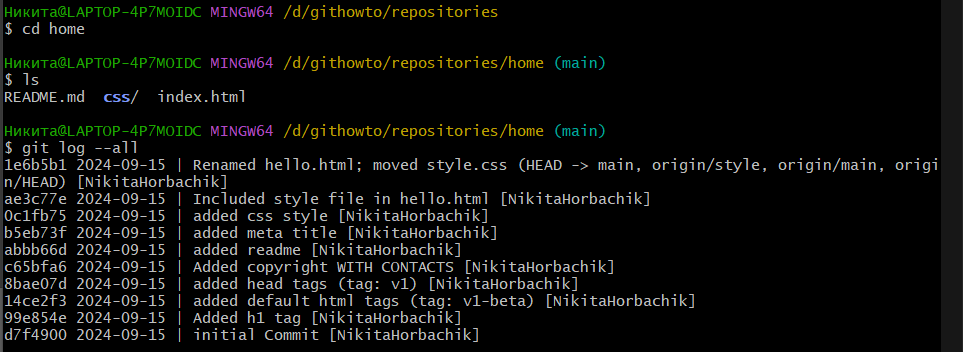 Никита@LAPTOP-4P7MOIDC MINGW64 /d/githowto/repositories
$ cd home
Никита@LAPTOP-4P7MOIDC MINGW64 /d/githowto/repositories/home (main)
$ ls
README.md  css/  index.html
Никита@LAPTOP-4P7MOIDC MINGW64 /d/githowto/repositories/home (main)
$ git log --all
1e6b5b1 2024-09-15 | Renamed hello.html; moved style.css (HEAD -> main, origin/style, origin/main, origi
n/HEAD) [NikitaHorbachik]
ae3c77e 2024-09-15 | Included style file in hello.html [NikitaHorbachik]
0c1fb75 2024-09-15 | added css style [NikitaHorbachik]
b5eb73f 2024-09-15 | added meta title [NikitaHorbachik]
abbb66d 2024-09-15 | added readme [NikitaHorbachik]
c65bfa6 2024-09-15 | Added copyright WITH CONTACTS [NikitaHorbachik]
8bae07d 2024-09-15 | added head tags (tag: v1) [NikitaHorbachik]
14ce2f3 2024-09-15 | added default html tags (tag: v1-beta) [NikitaHorbachik]
99e854e 2024-09-15 | Added h1 tag [NikitaHorbachik]
d7f4900 2024-09-15 | initial Commit [NikitaHorbachik]